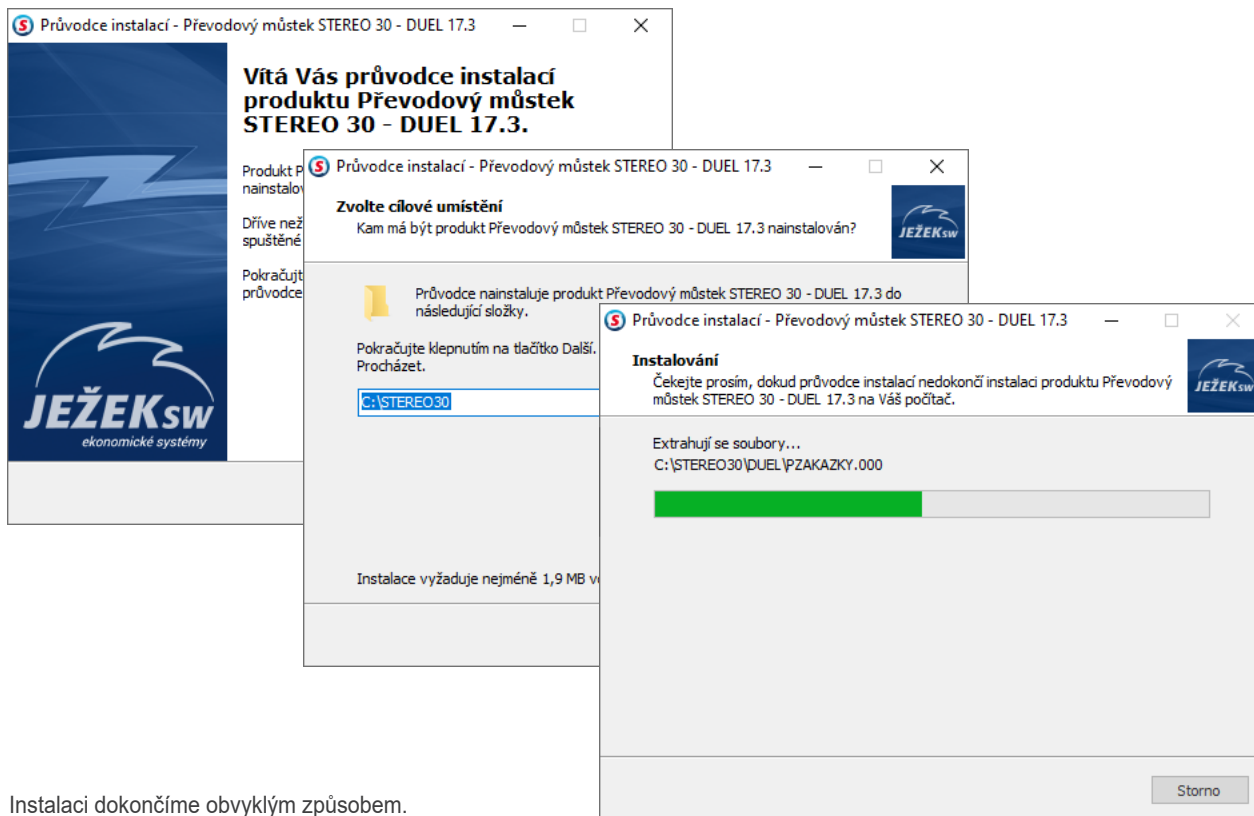 Průvodce instalací - Převodový můstek STEREO 30 - DUEL 17.3
Vítá Vás průvodce instalací
produktu Převodový můstek
STEREO 30 - DUEL 17.3.
Produkt P
nainstalov
Dříve než
spuštěné
Pokračujt
průvodce
JEŽEKsw
ekonomické systémy
Průvodce instalací - Převodový můstek STEREO 30 - DUEL 17.3
Zvolte cílové umístění
Kam má být produkt Převodový můstek STEREO 30 - DUEL 17.3 nainstalován?
JEŽEKsw
Průvodce nainstaluje produkt Převodový můstek STEREO 30 - DUEL 17.3 do
následující složky.
Pokračujte klepnutím na tlačítko Další.
Procházet.
C:\STEREO30
Instalace vyžaduje nejméně 1,9 MB vo
Průvodce instalací - Převodový můstek STEREO 30 - DUEL 17.3
Instalování
Čekejte prosím, dokud průvodce instalací nedokončí instalaci produktu Převodový
můstek STEREO 30 - DUEL 17.3 na Váš počítač.
JEŽEKsw
Extrahují se soubory...
C:\STEREO30\DUEL\PZAKAZKY.000
Storno
Instalaci dokončíme obvyklým způsobem.